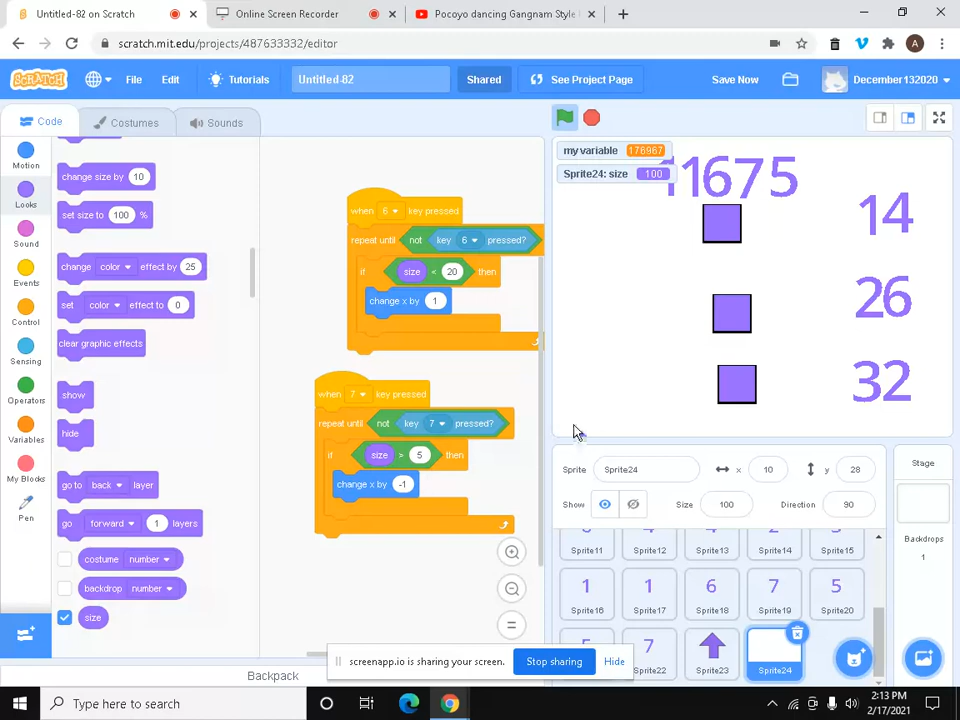 Untitled-82 on Scratch
Online Screen Recorder
Pocoyo dancing Gangnam Style
scratch.mit.edu/projects/487633332/editor
A
SCRATCH
File
Edit
Tutorials
Untitled-82
Shared
See Project Page
Save Now
December132020
Code
Costumes
Sounds
Motion
Looks
Sound
Events
Control
Sensing
Operators
Variables
My Blocks
Pen
change size by 10
set size to 100 %
change color effect by 25
set color effect to 0
clear graphic effects
show
hide
go to back layer
go forward 1 layers
costume number
backdrop number
size
when 6 key pressed
repeat until not key 6 pressed?
if size < 20 then
change x by 1
when 7 key pressed
repeat until not key 7 pressed?
if size > 5 then
change x by -1
my variable 176967
Sprite24: size 100
11675
14
26
32
Sprite Sprite24 x 10 y 28
Show Size 100 Direction 90
Stage
Backdrops
1
Sprite11 Sprite12 Sprite13 Sprite14 Sprite15
1 1 6 7 5
Sprite16 Sprite17 Sprite18 Sprite19 Sprite20
7
Sprite22 Sprite23 Sprite24
Backpack
screenapp.io is sharing your screen.
Stop sharing
Hide
Type here to search
2:13 PM
2/17/2021